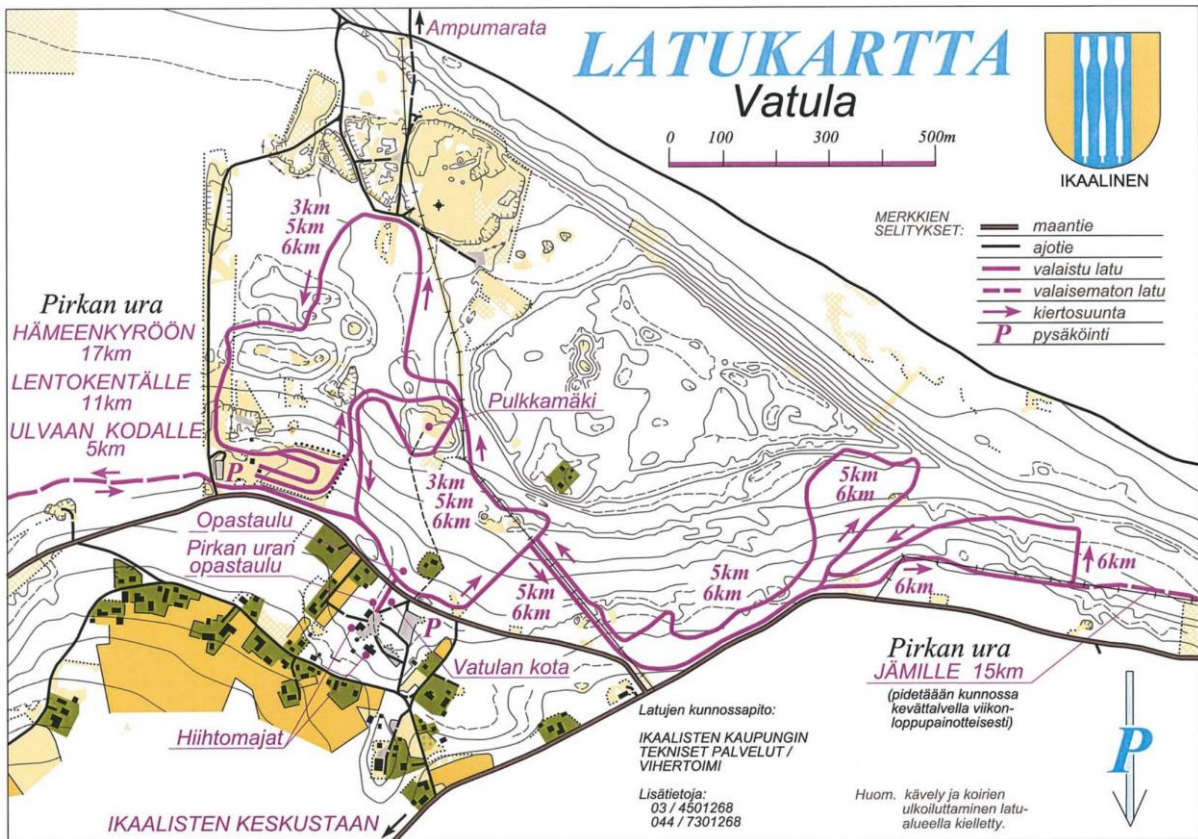 Ampumarata
LATUKARTTA
Vatula
0 100 300 500m
IKAALINEN
MERKKIEN
SELITYKSET:
maantie
ajotie
valaistu latu
valaisematon latu
kiertosuunta
P pysäköinti
3km
5km
6km
Pirkan ura
HÄMEENKYRÖÖN
17km
LENTOKENTÄLLE
11km
ULVAAN KODALLE
5km
Pulkkamäki
P
3km
5km
6km
5km
6km
Opastaulu
Pirkan uran
opastaulu
5km
6km
5km
6km
6km
6km
P
Vatulan kota
Hiihtomajat
IKAALISTEN KESKUSTAAN
Pirkan ura
JÄMILLE 15km
(pidetäään kunnossa
kevättalvella viikon-
loppupainotteisesti)
Latujen kunnossapito:
IKAALISTEN KAUPUNGIN
TEKNISET PALVELUT /
VIHERTOIMI
Lisätietoja:
03 / 4501268
044 / 7301268
Huom. kävely ja koirien
ulkoiluttaminen latu-
alueella kielletty.
P